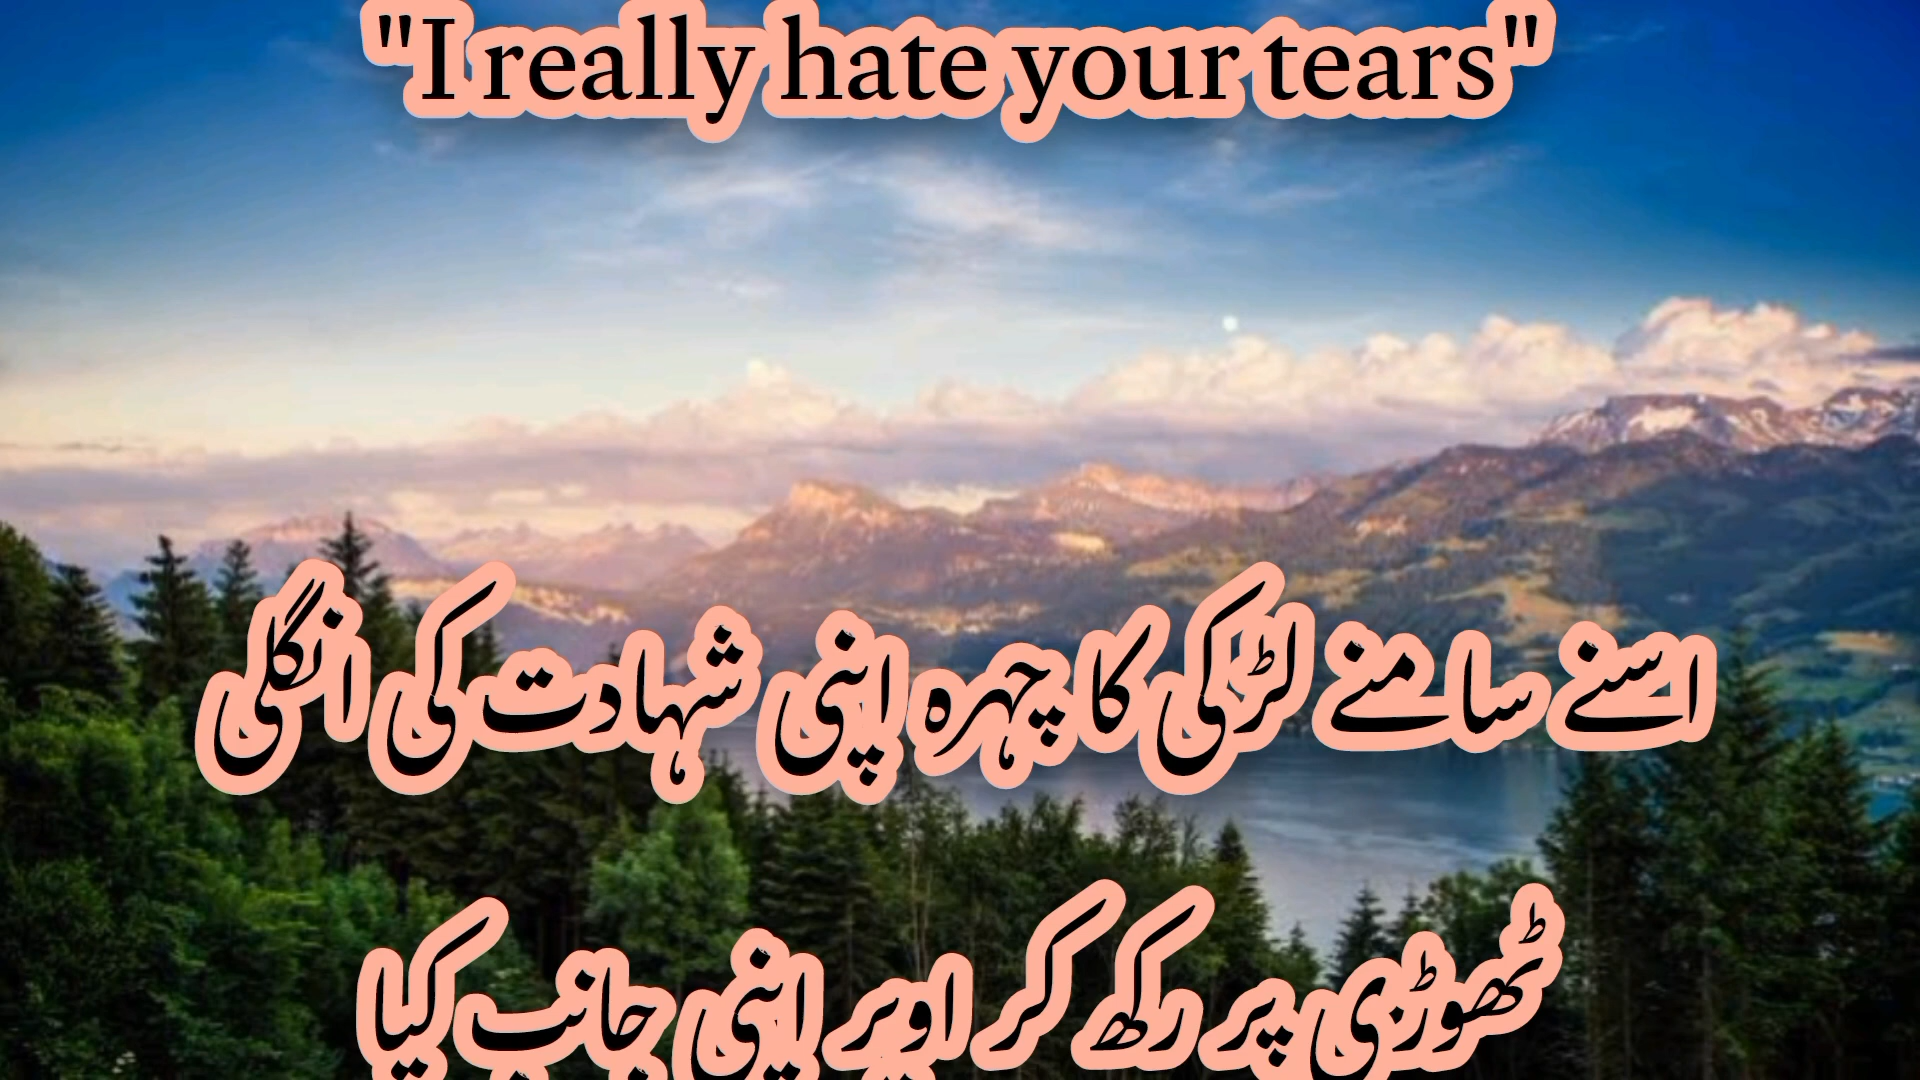 "I really hate your tears"
اسنے سامنے لڑکی کا چہرہ اپنی شہادت کی انگلی
ٹھوڑی پر رکھ کر اوپر اپنی جانب کیا